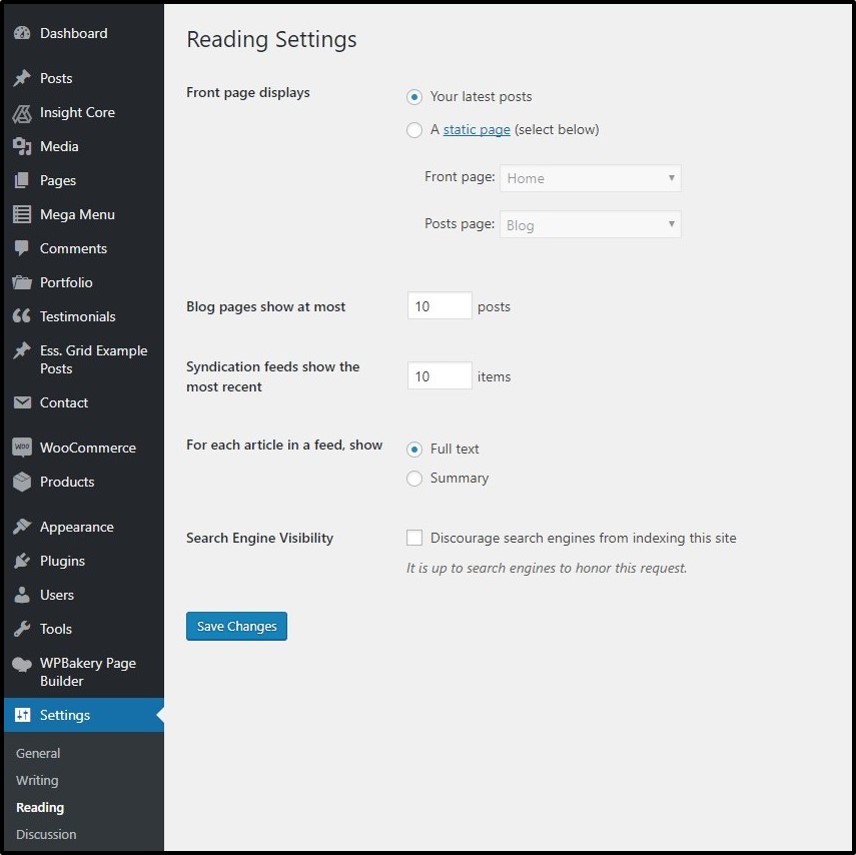 Dashboard
Posts
Insight Core
Media
Pages
Mega Menu
Comments
Portfolio
Testimonials
Ess. Grid Example
Posts
Contact
WOO WooCommerce
Products
Appearance
Plugins
Users
Tools
WPBakery Page
Builder
Settings
General
Writing
Reading
Discussion
Reading Settings
Front page displays
Your latest posts
A static page (select below)
Front page: Home
Posts page: Blog
Blog pages show at most 10 posts
Syndication feeds show the
most recent 10 items
For each article in a feed, show
Full text
Summary
Search Engine Visibility
Discourage search engines from indexing this site
It is up to search engines to honor this request.
Save Changes